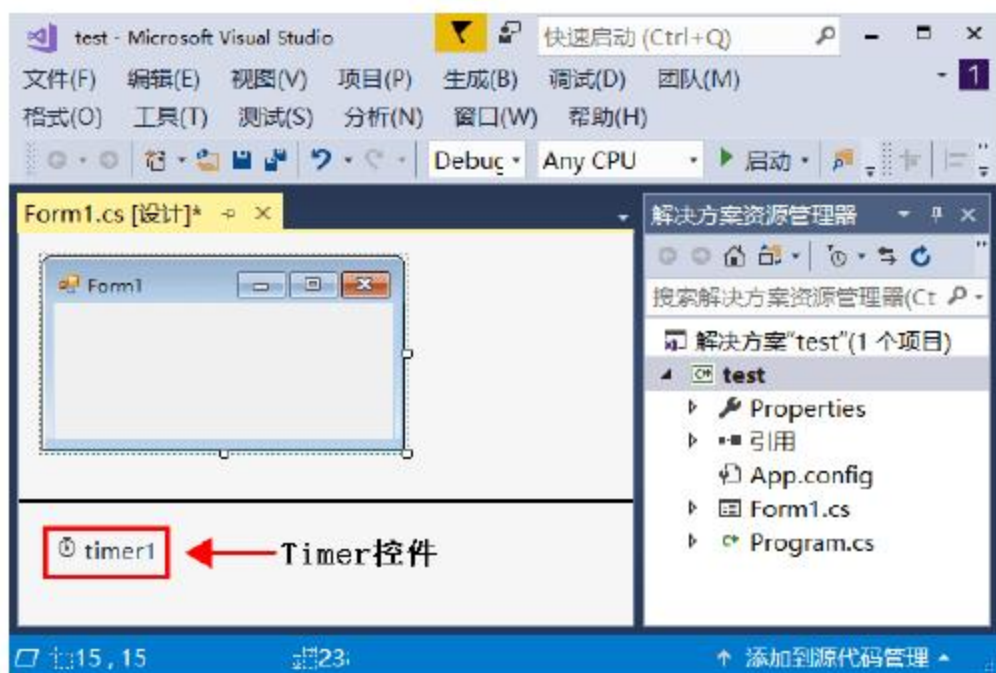 test - Microsoft Visual Studio 快速启动 (Ctrl+Q)
文件(F) 编辑(E) 视图(V) 项目(P) 生成(B) 调试(D) 团队(M) 1
格式(O) 工具(T) 测试(S) 分析(N) 窗口(W) 帮助(H)
Debug Any CPU 启动
Form1.cs [设计]*
Form1
timer1
Timer控件
解决方案资源管理器
搜索解决方案资源管理器(Ct
解决方案"test"(1 个项目)
C# test
Properties
引用
App.config
Form1.cs
C# Program.cs
15 , 15 23
添加到源代码管理